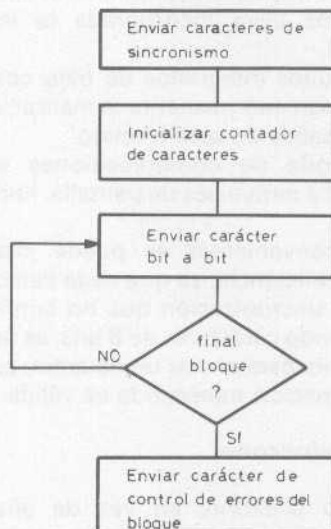 Enviar caracteres de
sincronismo
Inicializar contador
de caracteres
Enviar carácter
bit a bit
final
bloque
?
NO
SI
Enviar carácter de
control de errores del
bloque